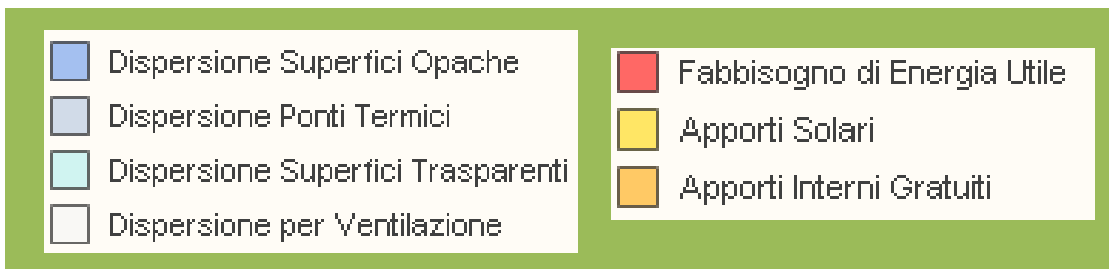 Dispersione Superfici Opache
Dispersione Ponti Termici
Dispersione Superfici Trasparenti
Dispersione per Ventilazione
Fabbisogno di Energia Utile
Apporti Solari
Apporti Interni Gratuiti